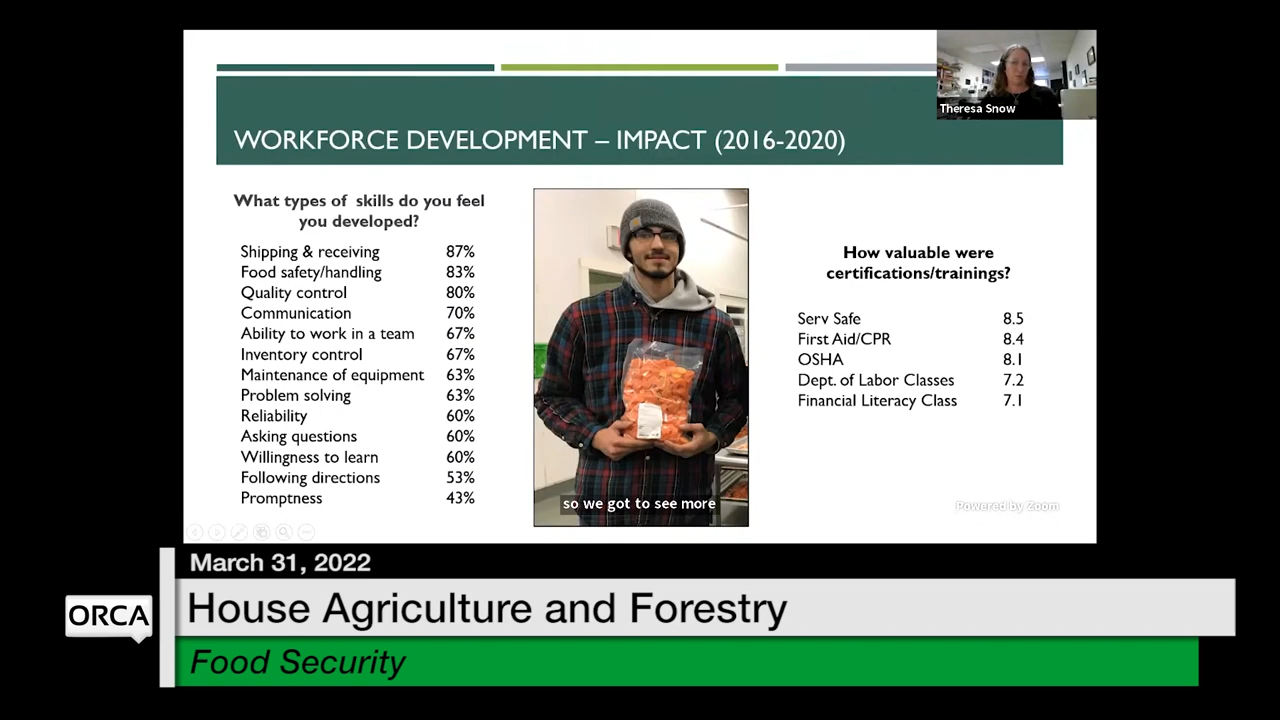 Theresa Snow
WORKFORCE DEVELOPMENT – IMPACT (2016-2020)
What types of skills do you feel
you developed?
Shipping & receiving 87%
Food safety/handling 83%
Quality control 80%
Communication 70%
Ability to work in a team 67%
Inventory control 67%
Maintenance of equipment 63%
Problem solving 63%
Reliability 60%
Asking questions 60%
Willingness to learn 60%
Following directions 53%
Promptness 43%
so we got to see more
How valuable were
certifications/trainings?
Serv Safe 8.5
First Aid/CPR 8.4
OSHA 8.1
Dept. of Labor Classes 7.2
Financial Literacy Class 7.1
Powered by Zoom
March 31, 2022
ORCA
House Agriculture and Forestry
Food Security